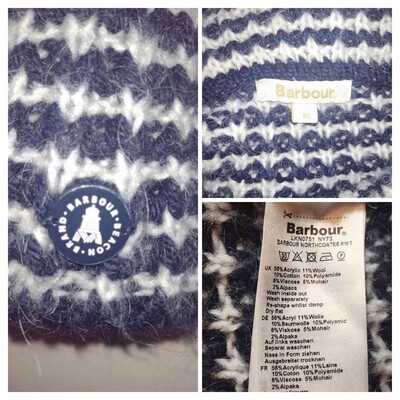 BARBOUR · BEACON · BRAND ·
Barbour
Barbour®
LKN0751 NY73
BARBOUR NORTHCOATES KNIT
UK 56%Acrylic 11%Wool
10%Cotton 10%Polyamide
6%Viscose 5%Mohair
2%Alpaca
Wash inside out
Wash separately
Re-shape whilst damp
Dry flat
DE 56%Acryl 11% Wolle
10% Baumwolle 10% Polyamid
6% Viskose 5%Mohair
2% Alpaka
Auf links waschen
Separat waschen
Nass in Form ziehen
Ausgebreitet trocknen
FR 56%Acrylique 11% Laine
10% Coton 10% Polyamide
6%Viscose 5%Mohair
2%Alpaga